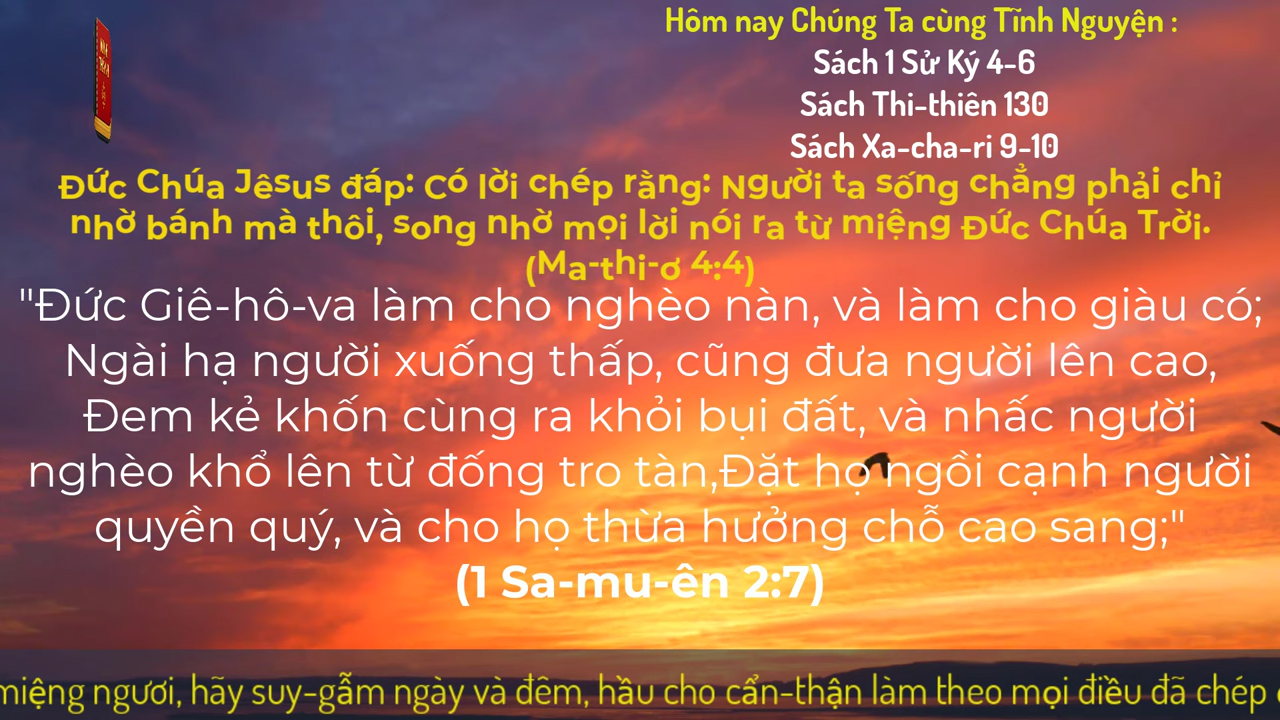 Hôm nay Chúng Ta cùng Tĩnh Nguyện :
Sách 1 Sử Ký 4-6
Sách Thi-thiên 130
Sách Xa-cha-ri 9-10
Đức Chúa Jêsus đáp: Có lời chép rằng: Người ta sống chẳng phải chỉ
nhờ bánh mà thôi, song nhờ mọi lời nói ra từ miệng Đức Chúa Trời.
(Ma-thi-ơ 4:4)
"Đức Giê-hô-va làm cho nghèo nàn, và làm cho giàu có;
Ngài hạ người xuống thấp, cũng đưa người lên cao,
Đem kẻ khốn cùng ra khỏi bụi đất, và nhấc người
nghèo khổ lên từ đống tro tàn,Đặt họ ngồi cạnh người
quyền quý, và cho họ thừa hưởng chỗ cao sang;"
(1 Sa-mu-ên 2:7)
miệng ngươi, hãy suy-gẫm ngày và đêm, hầu cho cẩn-thận làm theo mọi điều đã chép